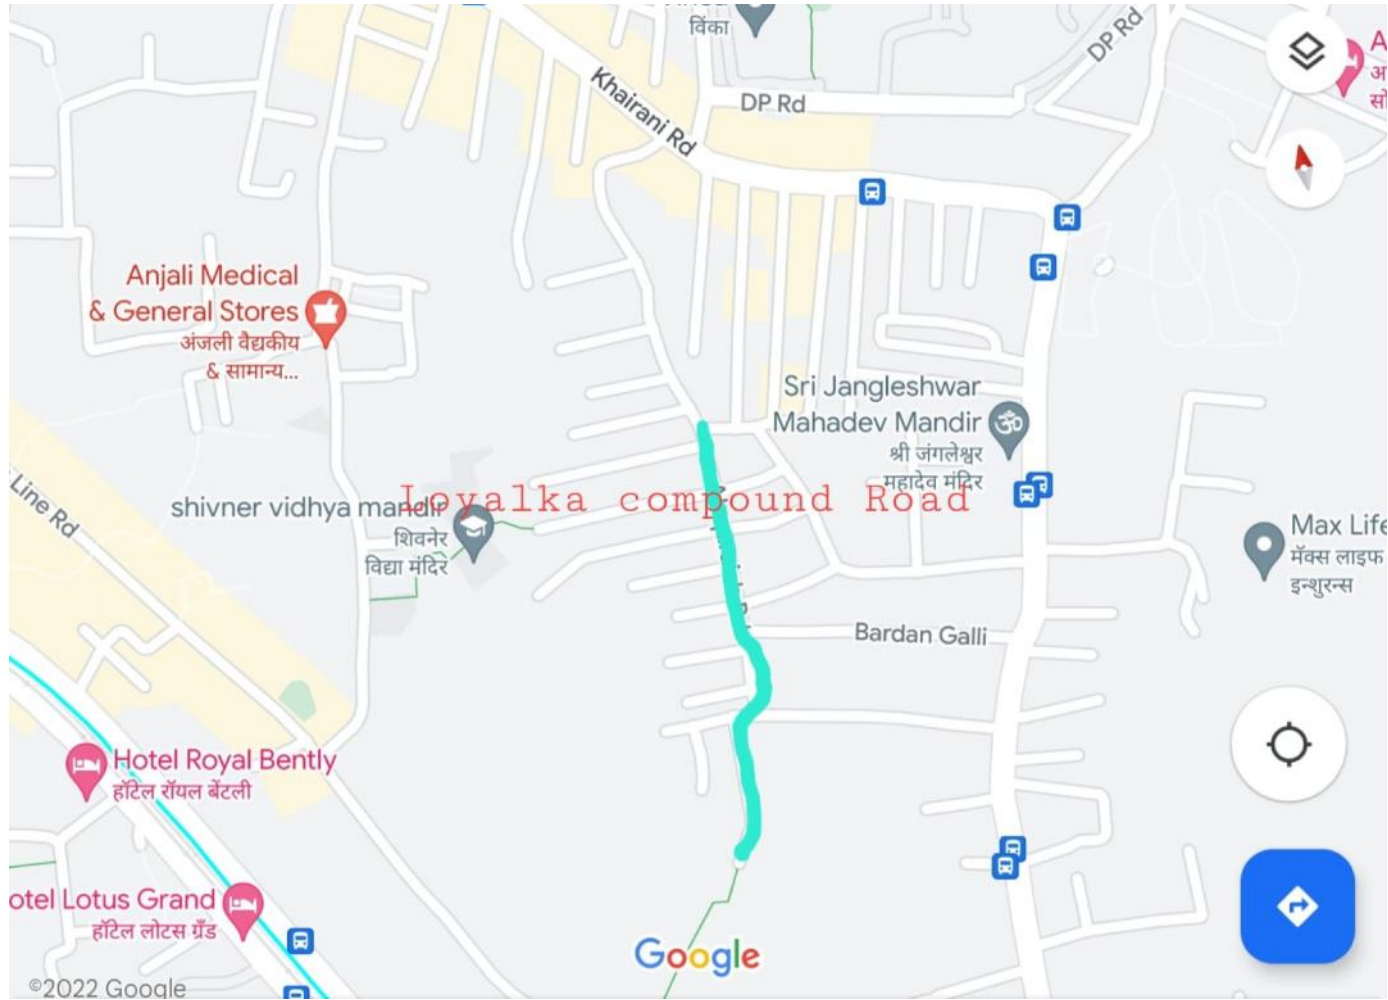 विंका
DP Rd
DP Rd
Khairani Rd
A
अ
सो
Anjali Medical
& General Stores
अंजली वैद्यकीय
& सामान्य...
Sri Jangleshwar
Mahadev Mandir
श्री जंगलेश्वर
महादेव मंदिर
Line Rd
shivner vidhya mandir
शिवनेर
विद्या मंदिर
Loyalka compound Road
Max Life
मॅक्स लाइफ
इन्शुरन्स
Bardan Galli
Hotel Royal Bently
हॉटेल रॉयल बेंटली
otel Lotus Grand
हॉटेल लोटस ग्रँड
Google
©2022 Google